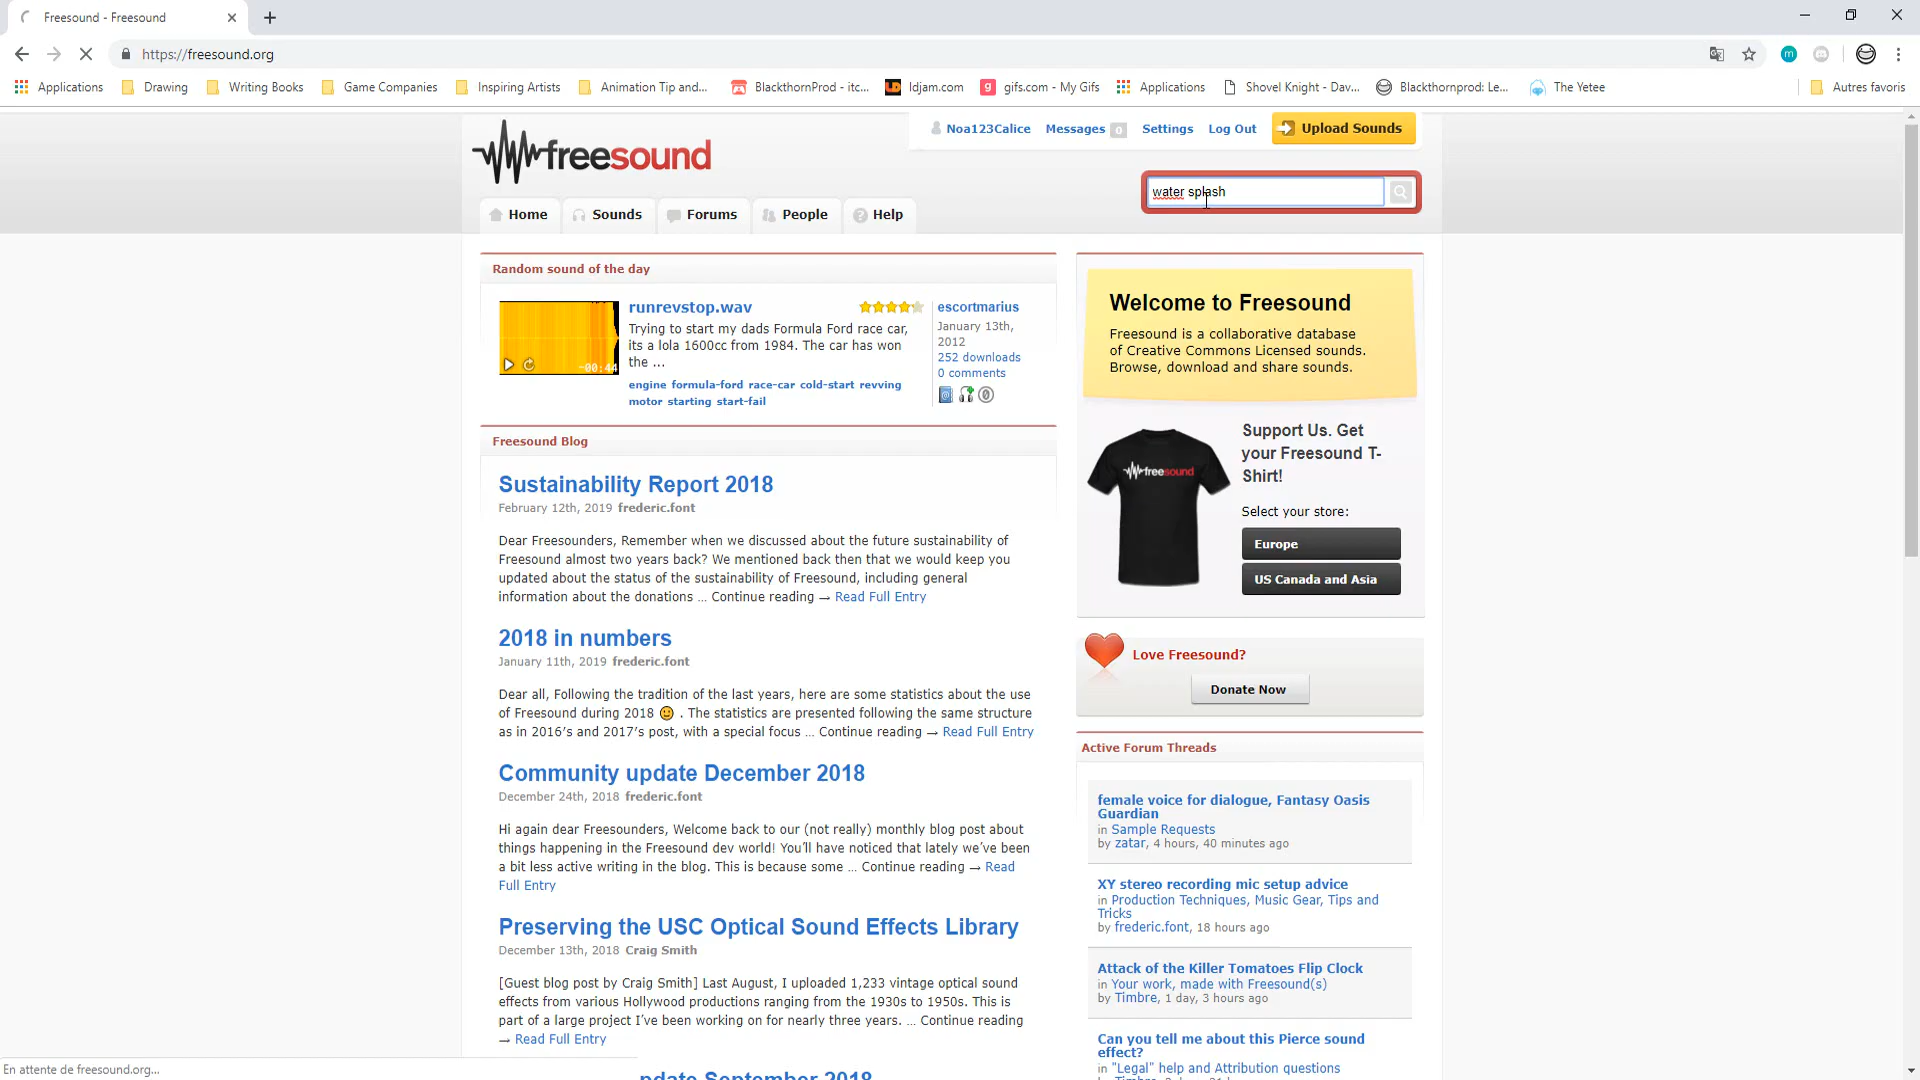 Freesound - Freesound
https://freesound.org
Applications
Drawing
Writing Books
Game Companies
Inspiring Artists
Animation Tip and...
BlackthornProd - itc...
ldjam.com
gifs.com - My Gifs
Applications
Shovel Knight - Dav...
Blackthornprod: Le...
The Yetee
Autres favoris
freesound
Noa123Calice
Messages 0
Settings
Log Out
Upload Sounds
water splash
Home
Sounds
Forums
People
Help
Random sound of the day
runrevstop.wav
Trying to start my dads Formula Ford race car,
its a lola 1600cc from 1984. The car has won
the ...
engine formula-ford race-car cold-start revving
motor starting start-fail
-00:44
escortmarius
January 13th,
2012
252 downloads
0 comments
Freesound Blog
Sustainability Report 2018
February 12th, 2019 frederic.font
Dear Freesounders, Remember when we discussed about the future sustainability of
Freesound almost two years back? We mentioned back then that we would keep you
updated about the status of the sustainability of Freesound, including general
information about the donations … Continue reading → Read Full Entry
2018 in numbers
January 11th, 2019 frederic.font
Dear all, Following the tradition of the last years, here are some statistics about the use
of Freesound during 2018 🙂 . The statistics are presented following the same structure
as in 2016’s and 2017’s post, with a special focus … Continue reading → Read Full Entry
Community update December 2018
December 24th, 2018 frederic.font
Hi again dear Freesounders, Welcome back to our (not really) monthly blog post about
things happening in the Freesound dev world! You’ll have noticed that lately we’ve been
a bit less active writing in the blog. This is because some … Continue reading → Read
Full Entry
Preserving the USC Optical Sound Effects Library
December 13th, 2018 Craig Smith
[Guest blog post by Craig Smith] Last August, I uploaded 1,233 vintage optical sound
effects from various Hollywood productions ranging from the 1930s to 1950s. This is
part of a large project I’ve been working on for nearly three years. … Continue reading
→ Read Full Entry
pdate September 2018
Welcome to Freesound
Freesound is a collaborative database
of Creative Commons Licensed sounds.
Browse, download and share sounds.
freesound
Support Us. Get
your Freesound T-
Shirt!
Select your store:
Europe
US Canada and Asia
Love Freesound?
Donate Now
Active Forum Threads
female voice for dialogue, Fantasy Oasis
Guardian
in Sample Requests
by zatar, 4 hours, 40 minutes ago
XY stereo recording mic setup advice
in Production Techniques, Music Gear, Tips and
Tricks
by frederic.font, 18 hours ago
Attack of the Killer Tomatoes Flip Clock
in Your work, made with Freesound(s)
by Timbre, 1 day, 3 hours ago
Can you tell me about this Pierce sound
effect?
in "Legal" help and Attribution questions
En attente de freesound.org...